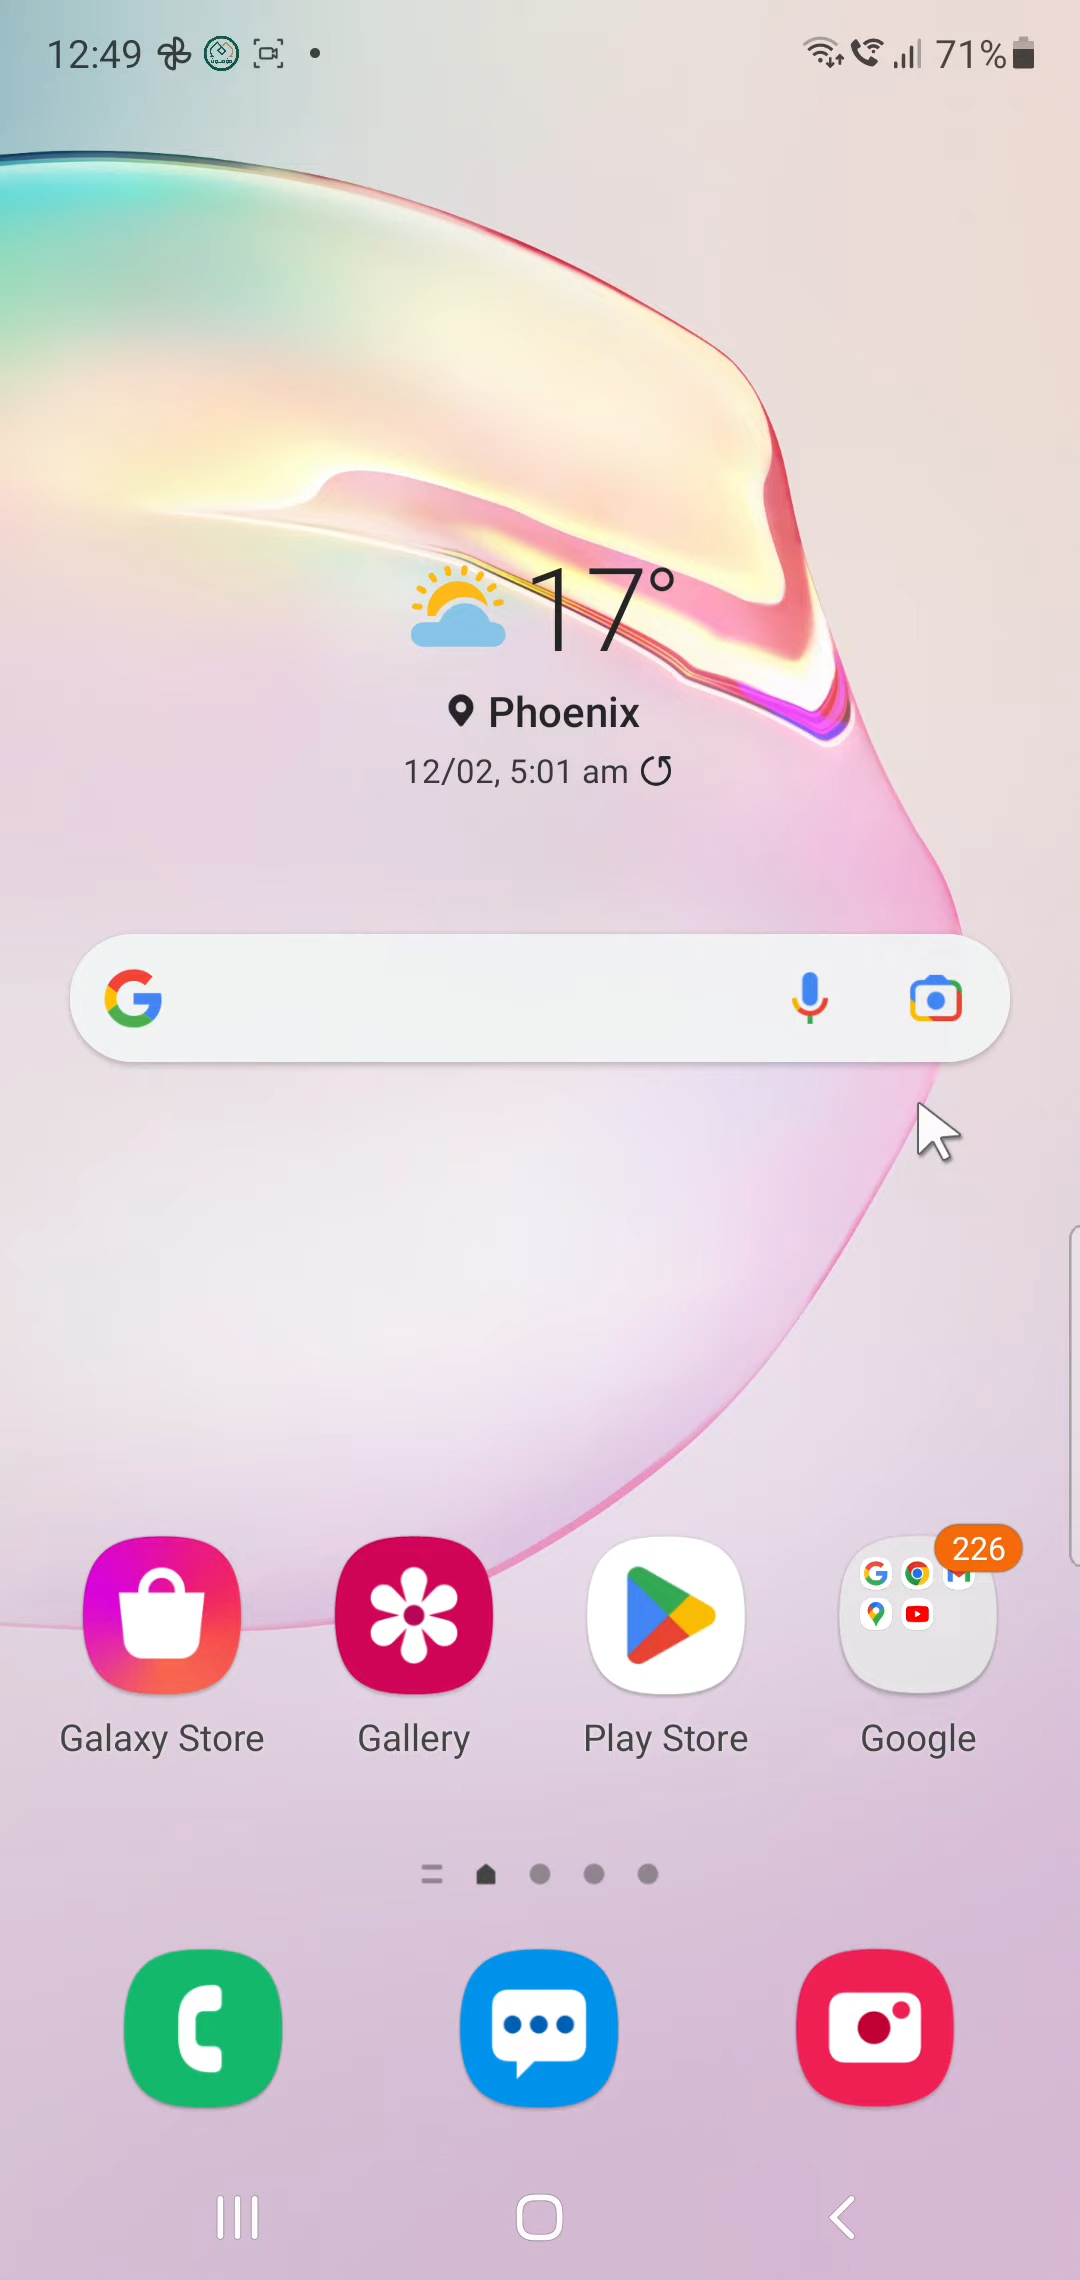 12:49
71%
17°
Phoenix
12/02, 5:01 am
226
Galaxy Store
Gallery
Play Store
Google